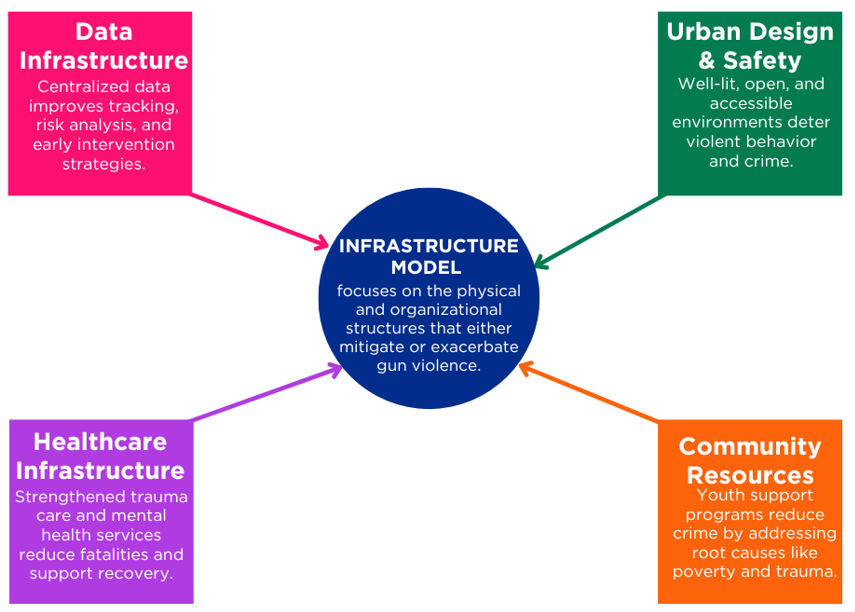 Data
Infrastructure
Centralized data
improves tracking,
risk analysis, and
early intervention
strategies.
Urban Design
& Safety
Well-lit, open, and
accessible
environments deter
violent behavior
and crime.
INFRASTRUCTURE
MODEL
focuses on the physical
and organizational
structures that either
mitigate or exacerbate
gun violence.
Healthcare
Infrastructure
Strengthened trauma
care and mental
health services
reduce fatalities and
support recovery.
Community
Resources
Youth support
programs reduce
crime by addressing
root causes like
poverty and trauma.